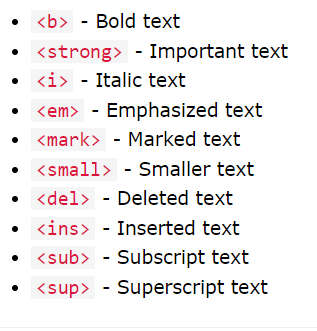 <b> - Bold text
<strong> - Important text
<i> - Italic text
<em> - Emphasized text
<mark> - Marked text
<small> - Smaller text
<del> - Deleted text
<ins> - Inserted text
<sub> - Subscript text
<sup> - Superscript text